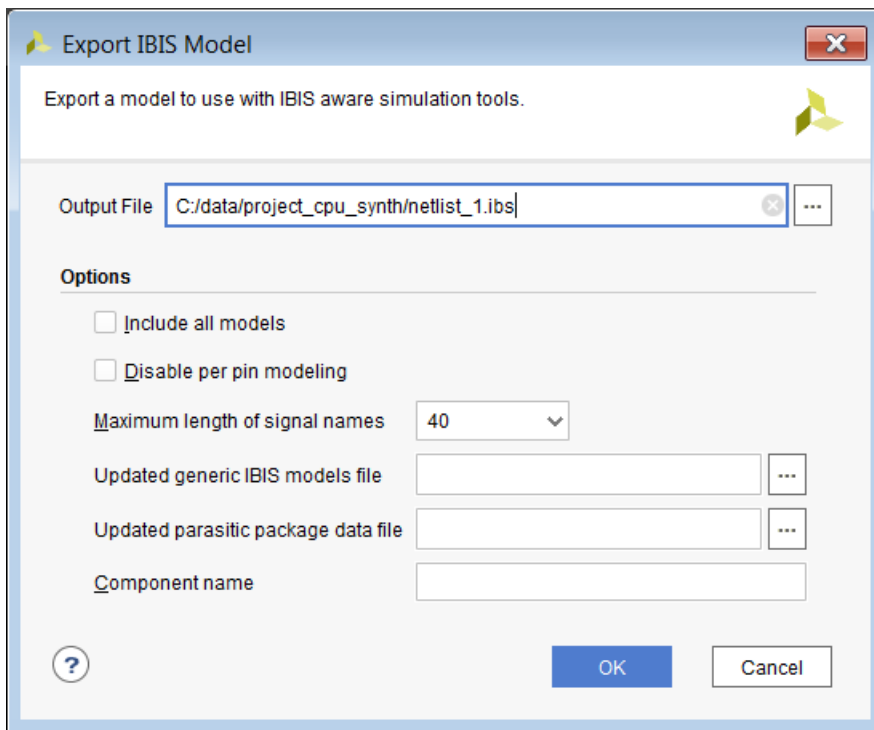 Export IBIS Model
Export a model to use with IBIS aware simulation tools.
Output File C:/data/project_cpu_synth/netlist_1.ibs ...
Options
Include all models
Disable per pin modeling
Maximum length of signal names 40
Updated generic IBIS models file ...
Updated parasitic package data file ...
Component name
? OK Cancel